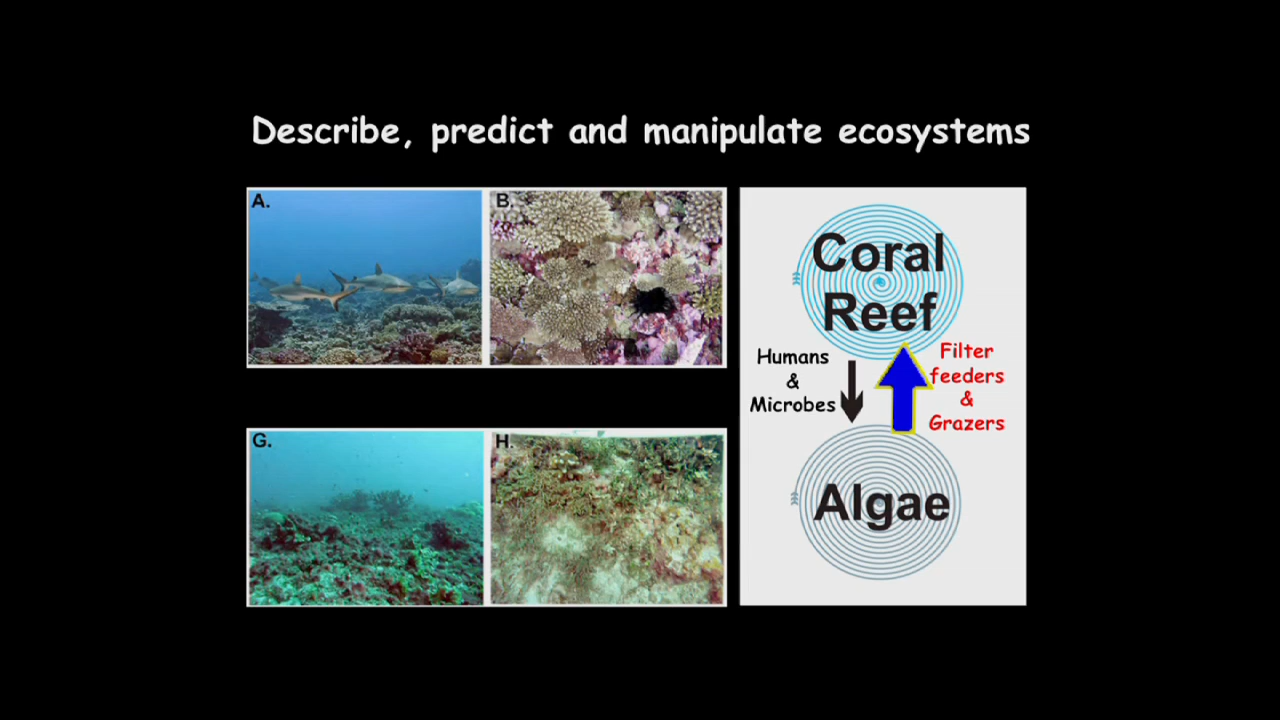 Describe, predict and manipulate ecosystems
A.
B.
G.
H.
Coral
Reef
Humans
&
Microbes
Filter
feeders
&
Grazers
Algae